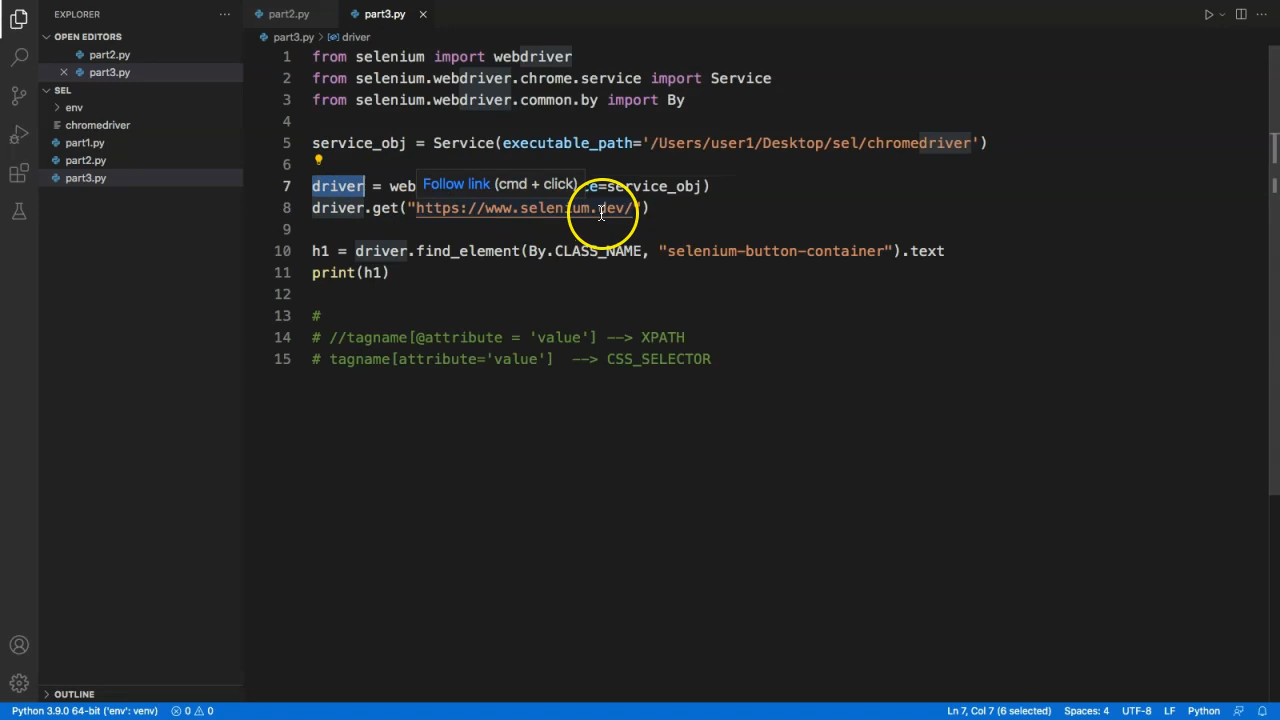 EXPLORER
part2.py
part3.py
OPEN EDITORS
part2.py
part3.py
SEL
env
chromedriver
part1.py
part2.py
part3.py
OUTLINE
part3.py > driver
1 from selenium import webdriver
2 from selenium.webdriver.chrome.service import Service
3 from selenium.webdriver.common.by import By
4
5 service_obj = Service(executable_path='/Users/user1/Desktop/sel/chromedriver')
6
7 driver = web
Follow link (cmd + click)
=service_obj)
8 driver.get("https://www.selenium.dev/")
9
10 h1 = driver.find_element(By.CLASS_NAME, "selenium-button-container").text
11 print(h1)
12
13 #
14 # //tagname[@attribute = 'value'] --> XPATH
15 # tagname[attribute='value'] --> CSS_SELECTOR
Python 3.9.0 64-bit ('env': venv) 0 0 Ln 7, Col 7 (6 selected) Spaces: 4 UTF-8 LF Python